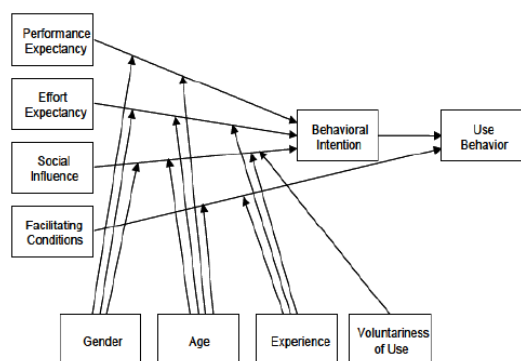 Performance
Expectancy
Effort
Expectancy
Social
Influence
Facilitating
Conditions
Behavioral
Intention
Use
Behavior
Gender
Age
Experience
Voluntariness
of Use